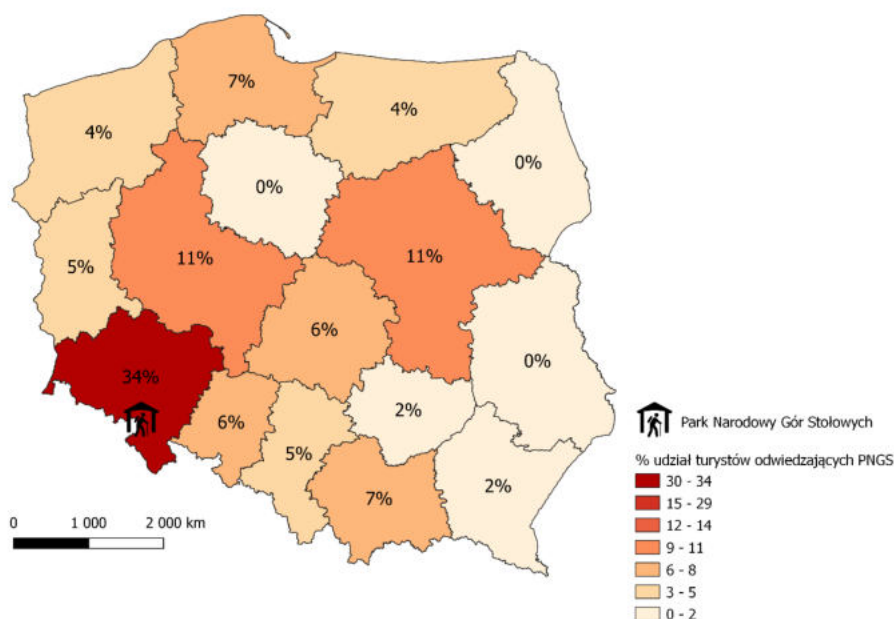 7%
4%
4%
0%
0%
5%
11%
11%
6%
0%
34%
2%
6%
5%
2%
7%
Park Narodowy Gór Stołowych
% udział turystów odwiedzających PNGS
30 - 34
15 - 29
12 - 14
9 - 11
6 - 8
3 - 5
0 - 2
0 1 000 2 000 km